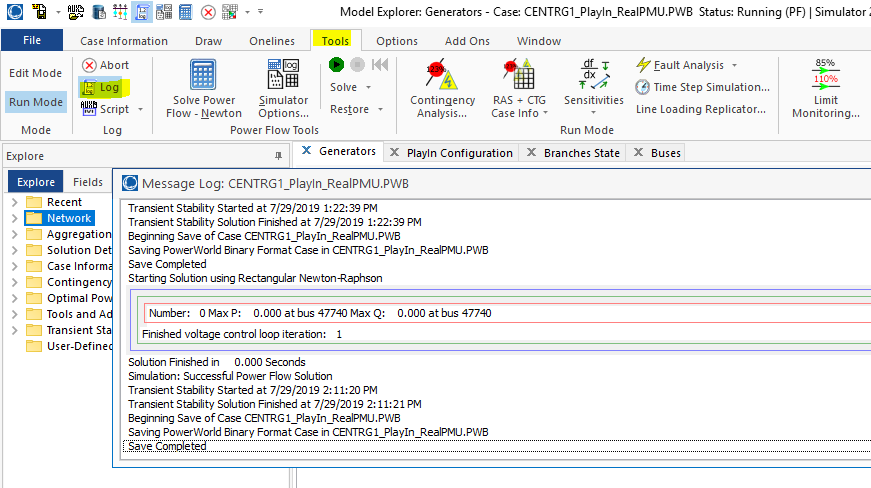 Model Explorer: Generators - Case: CENTRG1_PlayIn_RealPMU.PWB Status: Running (PF) | Simulator 2
File Case Information Draw Onelines Tools Options Add Ons Window
Edit Mode
Run Mode
Mode
Abort
Log
Script
Log
Solve Power
Flow - Newton
Simulator
Options...
Solve
Restore
Power Flow Tools
123%
Contingency
Analysis...
RAS + CTG
Case Info
df
dx
Sensitivities
Fault Analysis
Time Step Simulation...
Line Loading Replicator...
Run Mode
85%
110%
Limit
Monitoring...
Explore
Generators PlayIn Configuration Branches State Buses
Explore Fields
Recent
Network
Aggregation
Solution Det
Case Informa
Contingency
Optimal Pow
Tools and Ad
Transient Sta
User-Defined
Message Log: CENTRG1_PlayIn_RealPMU.PWB
Transient Stability Started at 7/29/2019 1:22:39 PM
Transient Stability Solution Finished at 7/29/2019 1:22:39 PM
Beginning Save of Case CENTRG1_PlayIn_RealPMU.PWB
Saving PowerWorld Binary Format Case in CENTRG1_PlayIn_RealPMU.PWB
Save Completed
Starting Solution using Rectangular Newton-Raphson
Number: 0 Max P: 0.000 at bus 47740 Max Q: 0.000 at bus 47740
Finished voltage control loop iteration: 1
Solution Finished in 0.000 Seconds
Simulation: Successful Power Flow Solution
Transient Stability Started at 7/29/2019 2:11:20 PM
Transient Stability Solution Finished at 7/29/2019 2:11:21 PM
Beginning Save of Case CENTRG1_PlayIn_RealPMU.PWB
Saving PowerWorld Binary Format Case in CENTRG1_PlayIn_RealPMU.PWB
Save Completed